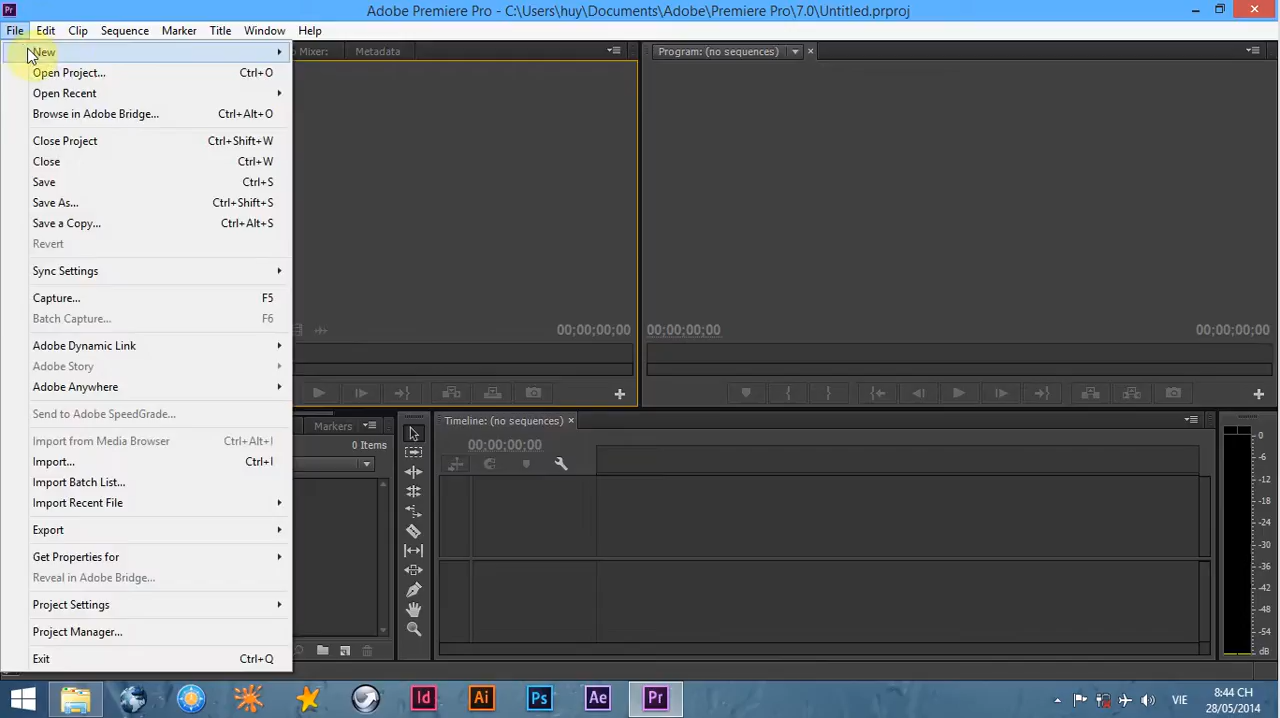 Pr Adobe Premiere Pro - C:\Users\huy\Documents\Adobe\Premiere Pro\7.0\Untitled.prproj
File Edit Clip Sequence Marker Title Window Help
New
Mixer: Metadata
Program: (no sequences)
Open Project... Ctrl+O
Open Recent
Browse in Adobe Bridge... Ctrl+Alt+O
Close Project Ctrl+Shift+W
Close Ctrl+W
Save Ctrl+S
Save As... Ctrl+Shift+S
Save a Copy... Ctrl+Alt+S
Revert
Sync Settings
Capture... F5
Batch Capture... F6
Adobe Dynamic Link
Adobe Story
Adobe Anywhere
Send to Adobe SpeedGrade...
Import from Media Browser Ctrl+Alt+I
Import... Ctrl+I
Import Batch List...
Import Recent File
Export
Get Properties for
Reveal in Adobe Bridge...
Project Settings
Project Manager...
Exit Ctrl+Q
00;00;00;00
00;00;00;00 00;00;00;00
Markers
0 Items
Timeline: (no sequences)
00;00;00;00
0
-6
-12
-18
-24
-30
-36
-42
-48
-54
dB
Id Ai Ps Ae Pr
VIE
8:44 CH
28/05/2014